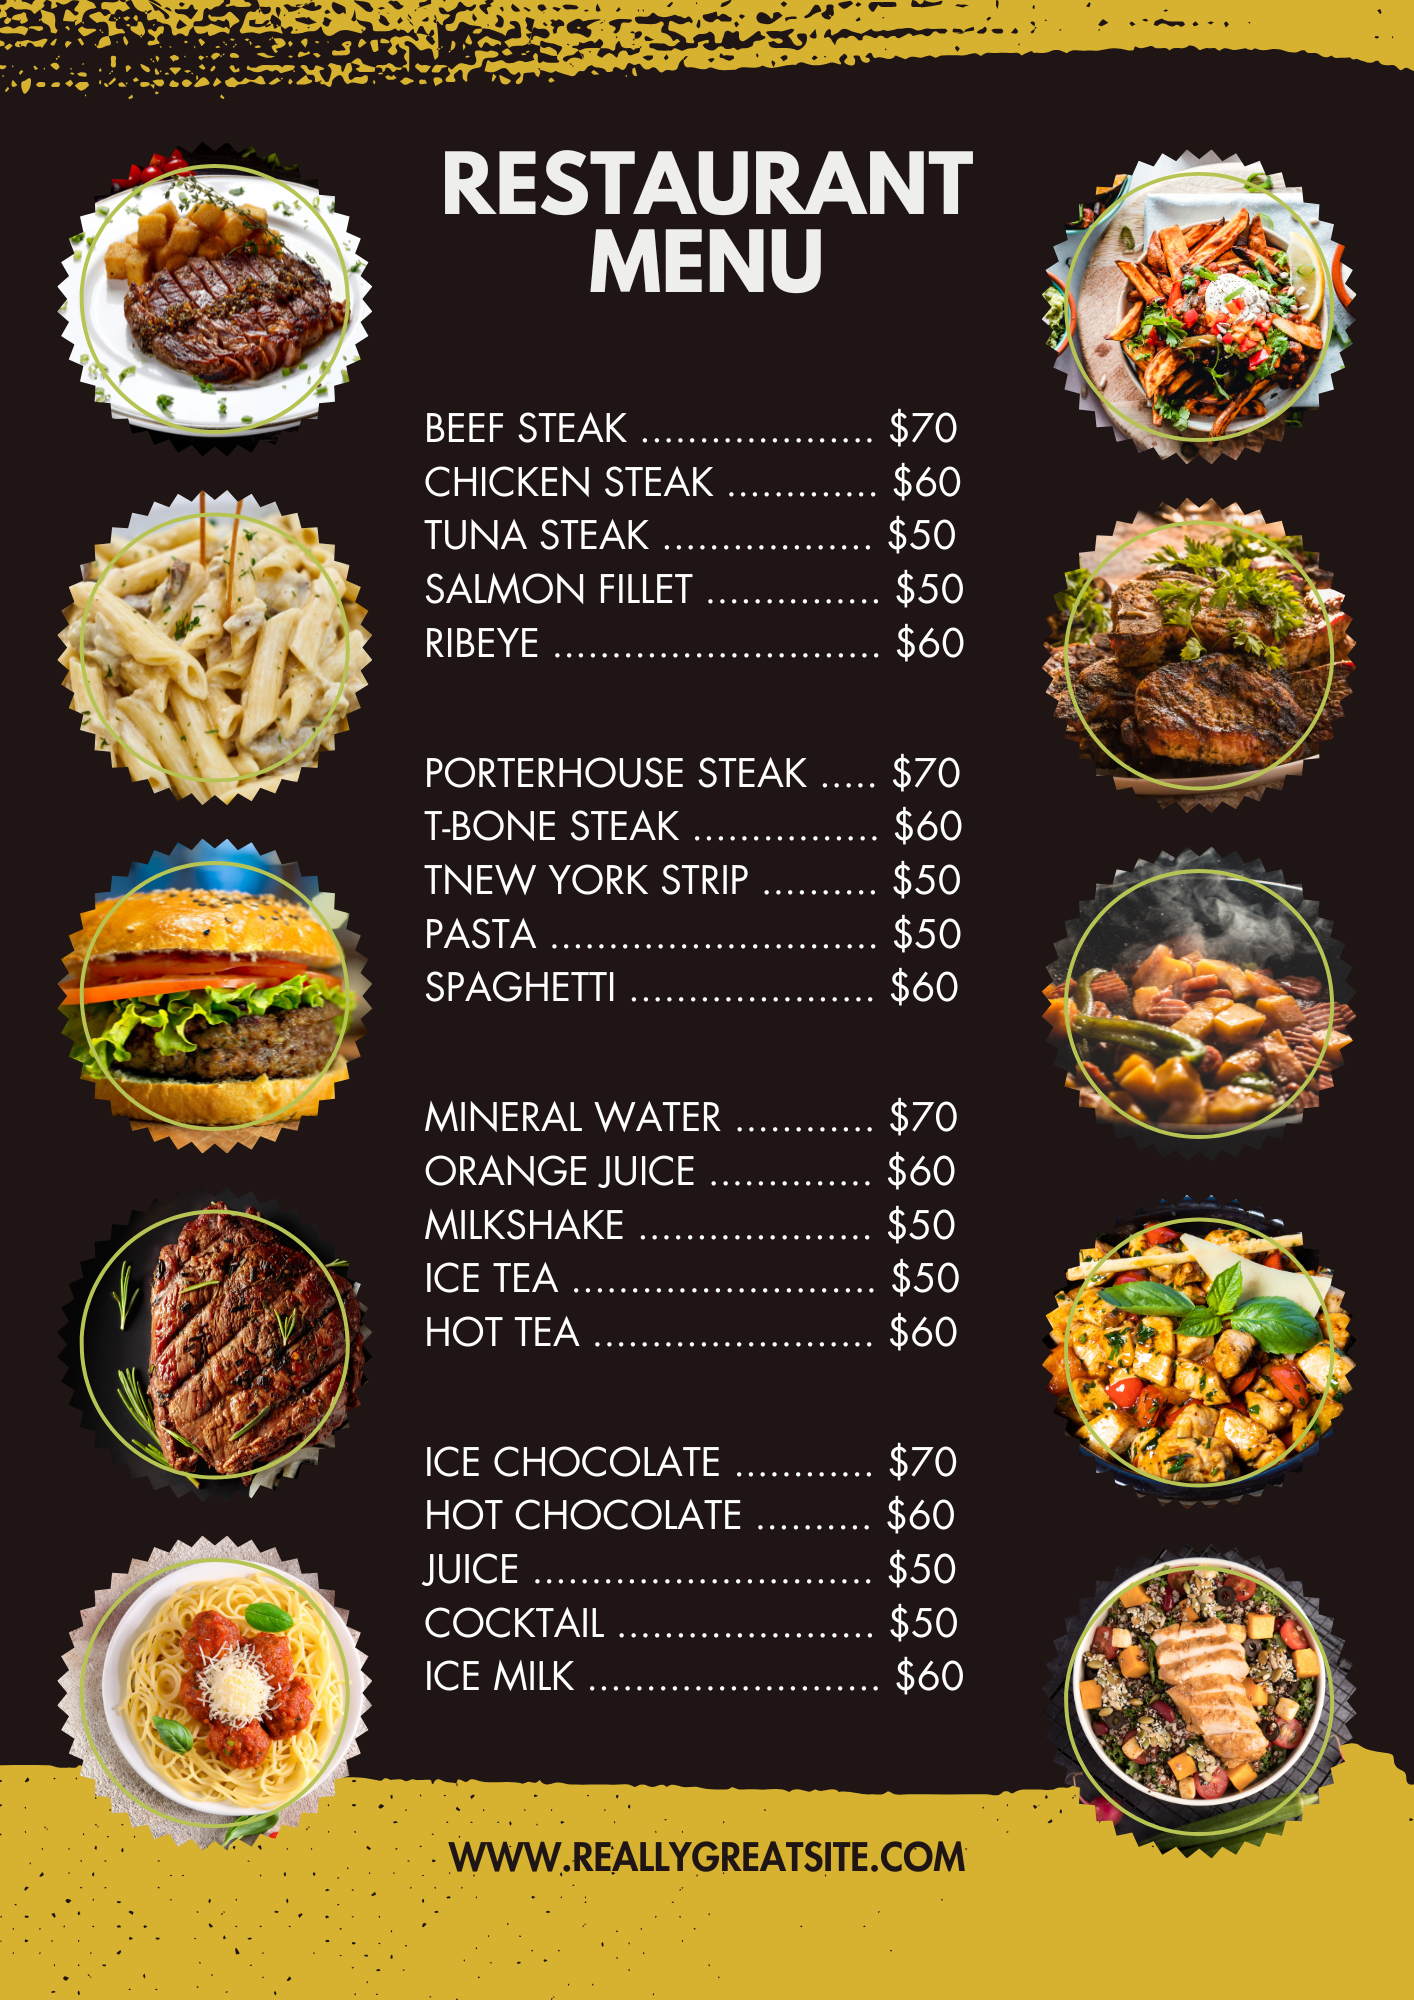 RESTAURANT
MENU
BEEF STEAK .................... $70
CHICKEN STEAK ............. $60
TUNA STEAK .................. $50
SALMON FILLET ............... $50
RIBEYE ............................ $60
PORTERHOUSE STEAK ..... $70
T-BONE STEAK ................ $60
TNEW YORK STRIP .......... $50
PASTA ............................ $50
SPAGHETTI ..................... $60
MINERAL WATER ............ $70
ORANGE JUICE .............. $60
MILKSHAKE .................... $50
ICE TEA .......................... $50
HOT TEA ........................ $60
ICE CHOCOLATE ............ $70
HOT CHOCOLATE .......... $60
JUICE ............................. $50
COCKTAIL ...................... $50
ICE MILK ......................... $60
WWW.REALLYGREATSITE.COM